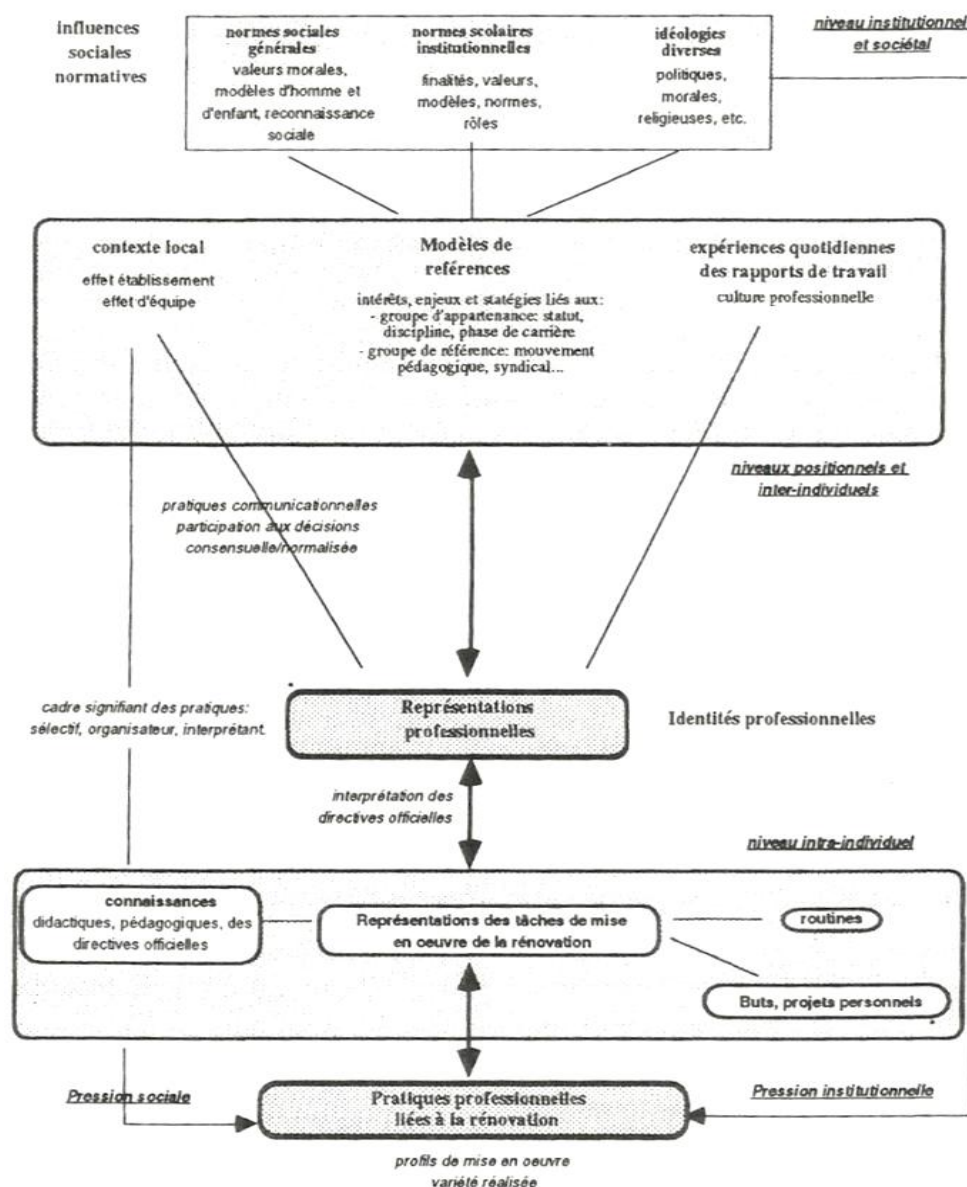 influences
sociales
normatives
normes sociales
générales
valeurs morales,
modèles d'homme et
d'enfant, reconnaissance
sociale
normes scolaires
institutionnelles
finalités, valeurs,
modèles, normes,
rôles
idéologies
diverses
politiques,
morales,
religieuses, etc.
niveau institutionnel
et sociétal
contexte local
effet établissement
effet d'équipe
Modèles de
références
intérêts, enjeux et statégies liés aux:
- groupe d'appartenance: statut,
discipline, phase de carrière
- groupe de référence: mouvement
pédagogique, syndical...
expériences quotidiennes
des rapports de travail
culture professionnelle
niveaux positionnels et
inter-individuels
pratiques communicationnelles
participation aux décisions
consensuelle/normalisée
cadre signifiant des pratiques:
sélectif, organisateur, interprétant.
Représentations
professionnelles
Identités professionnelles
interprétation des
directives officielles
niveau intra-individuel
connaissances
didactiques, pédagogiques, des
directives officielles
Représentations des tâches de mise
en oeuvre de la rénovation
routines
Buts, projets personnels
Pression sociale
Pratiques professionnelles
liées à la rénovation
Pression institutionnelle
profils de mise en oeuvre
variété réalisée